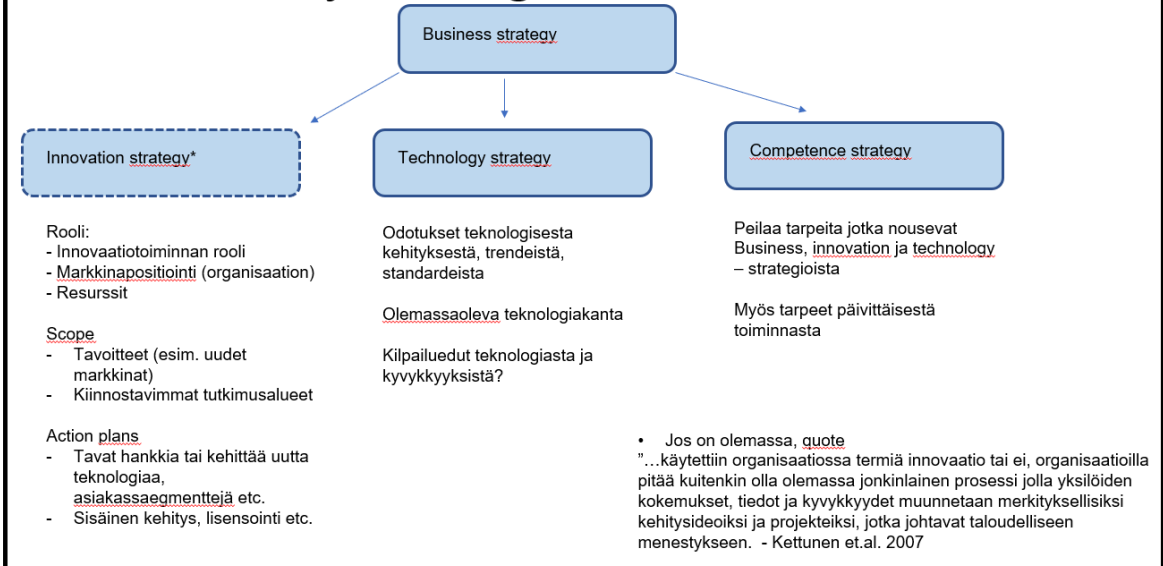 Business strategy
Innovation strategy*
Technology strategy
Competence strategy
Rooli:
- Innovaatiotoiminnan rooli
- Markkinapositiointi (organisaation)
- Resurssit
Scope
- Tavoitteet (esim. uudet
markkinat)
- Kiinnostavimmat tutkimusalueet
Action plans
- Tavat hankkia tai kehittää uutta
teknologiaa,
asiakassaegmenttejä etc.
- Sisäinen kehitys, lisensointi etc.
Odotukset teknologisesta
kehityksestä, trendeistä,
standardeista
Olemassaoleva teknologiakanta
Kilpailuedut teknologiasta ja
kyvykkyyksistä?
Peilaa tarpeita jotka nousevat
Business, innovation ja technology
– strategioista
Myös tarpeet päivittäisestä
toiminnasta
• Jos on olemassa, quote
”…käytettiin organisaatiossa termiä innovaatio tai ei, organisaatioilla
pitää kuitenkin olla olemassa jonkinlainen prosessi jolla yksilöiden
kokemukset, tiedot ja kyvykkyydet muunnetaan merkityksellisiksi
kehitysideoiksi ja projekteiksi, jotka johtavat taloudelliseen
menestykseen. - Kettunen et.al. 2007